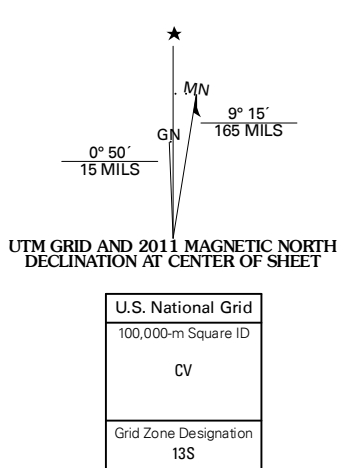 ★
MN
9° 15´
165 MILS
GN
0° 50´
15 MILS
UTM GRID AND 2011 MAGNETIC NORTH
DECLINATION AT CENTER OF SHEET
U.S. National Grid
100,000-m Square ID
CV
Grid Zone Designation
13S